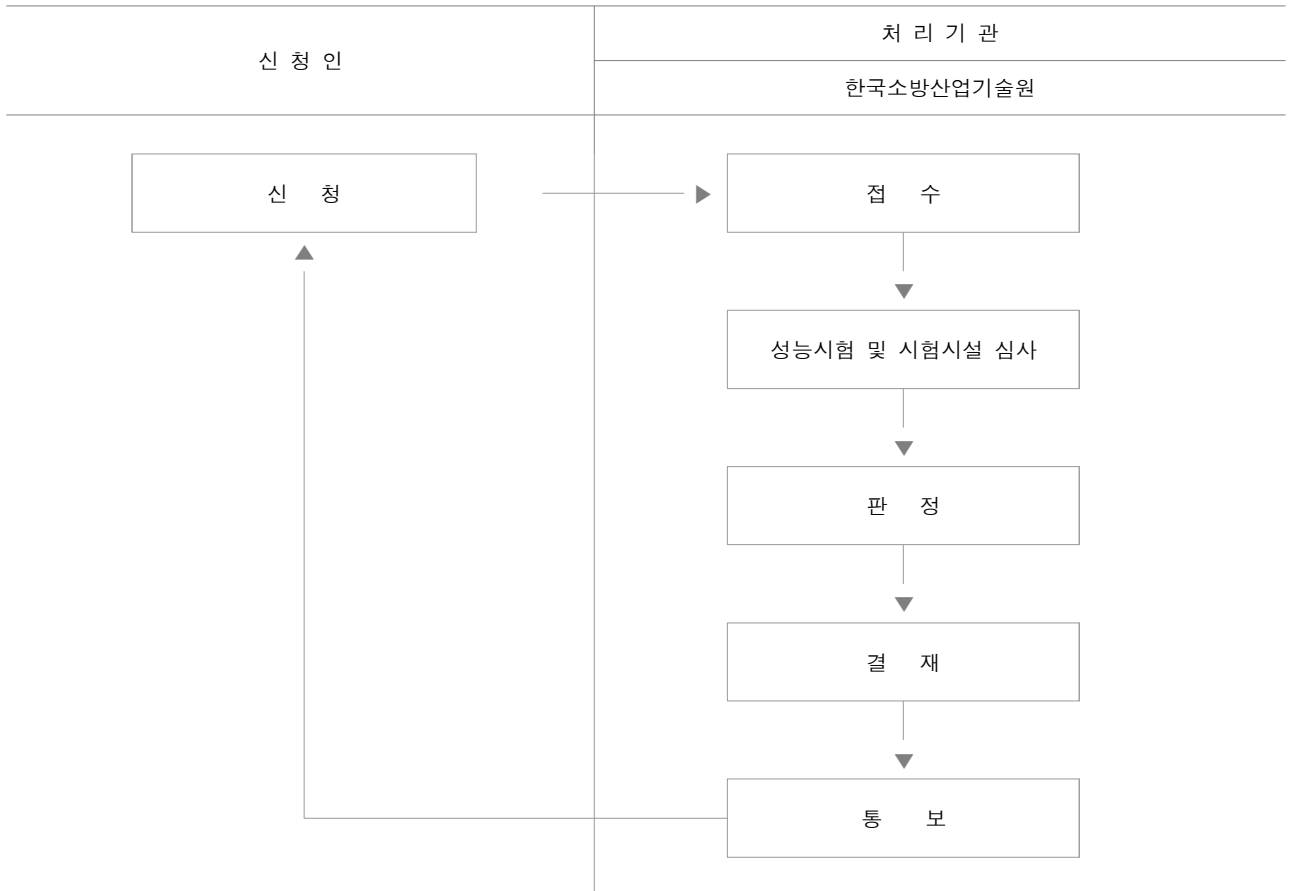 신 청 인
처 리 기 관
한국소방산업기술원
신 청
접 수
성능시험 및 시험시설 심사
판 정
결 재
통 보